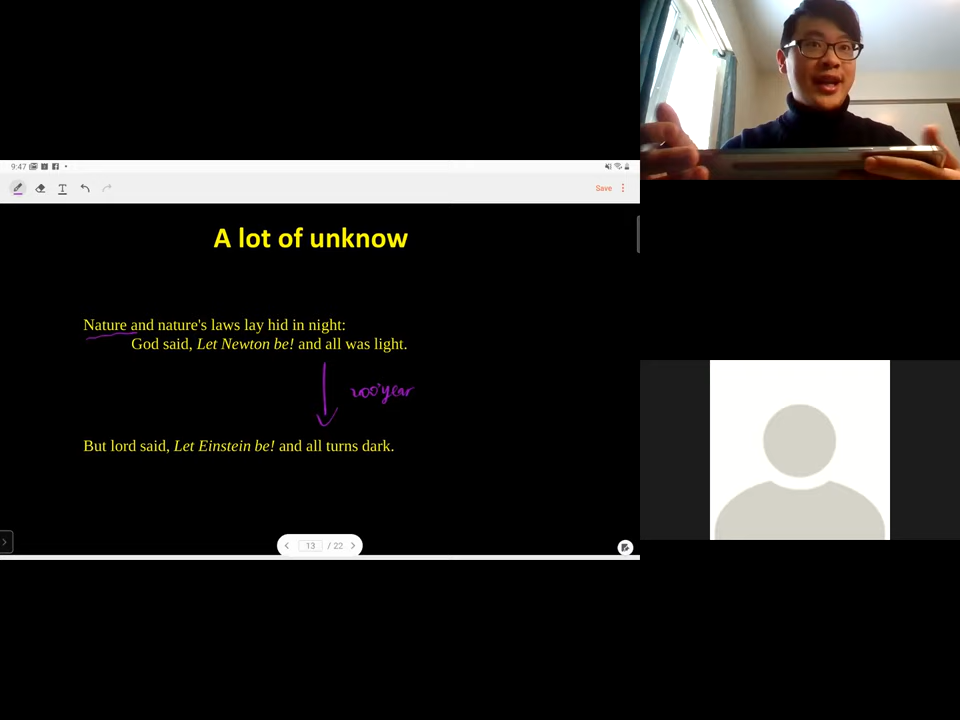 9:47
Save
A lot of unknow
Nature and nature's laws lay hid in night:
God said, Let Newton be! and all was light.
200 year
But lord said, Let Einstein be! and all turns dark.
13 / 22